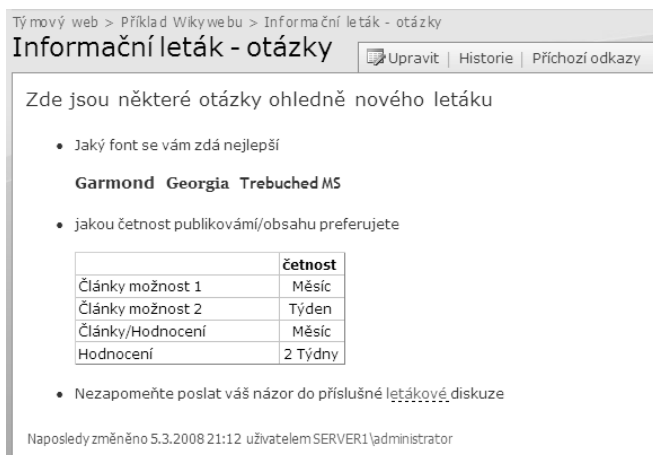 Týmový web > Příklad Wikywebu > Informační leták - otázky
Informační leták - otázky
Upravit | Historie | Příchozí odkazy
Zde jsou některé otázky ohledně nového letáku
• Jaký font se vám zdá nejlepší
Garmond Georgia Trebuched MS
• jakou četnost publikovámí/obsahu preferujete
četnost
Články možnost 1 Měsíc
Články možnost 2 Týden
Články/Hodnocení Měsíc
Hodnocení 2 Týdny
• Nezapomeňte poslat váš názor do příslušné letákové diskuze
Naposledy změněno 5.3.2008 21:12 uživatelem SERVER1\administrator